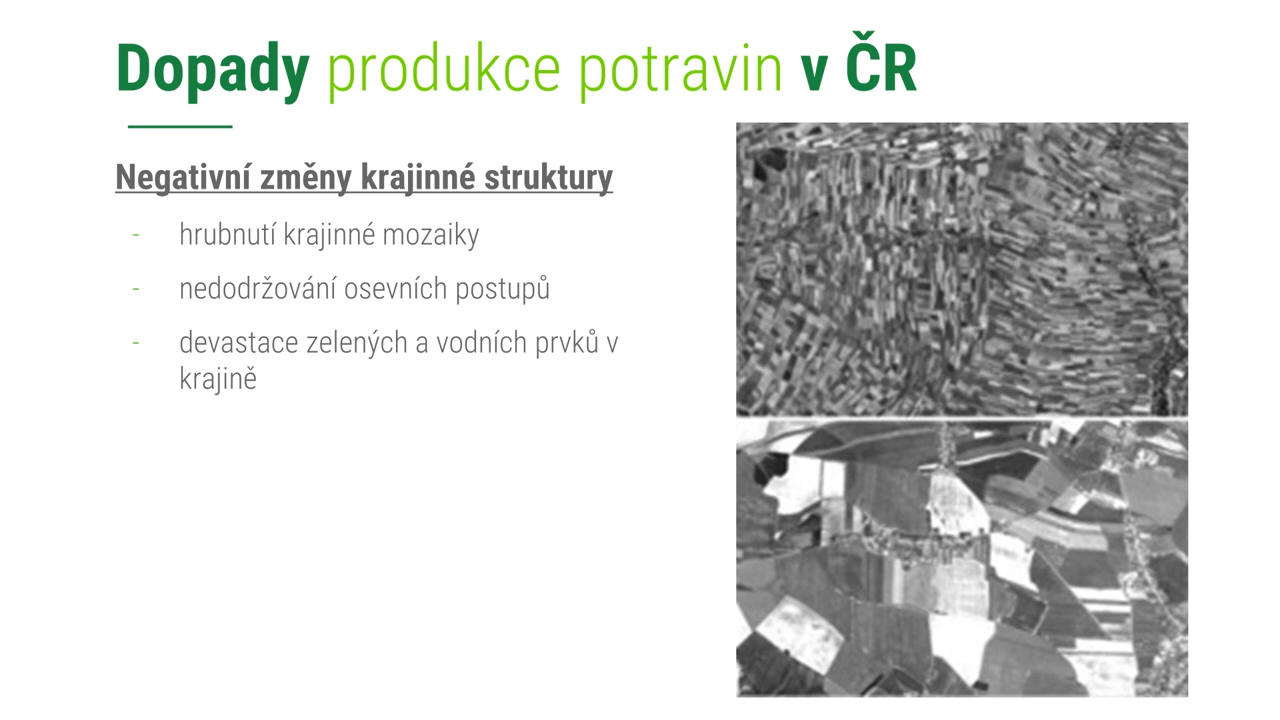 Dopady produkce potravin v ČR
Negativní změny krajinné struktury
- hrubnutí krajinné mozaiky
- nedodržování osevních postupů
- devastace zelených a vodních prvků v
krajině